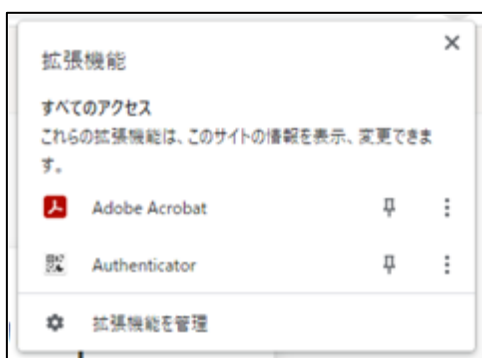 拡張機能
すべてのアクセス
これらの拡張機能は、このサイトの情報を表示、変更できま
す。
Adobe Acrobat
Authenticator
拡張機能を管理